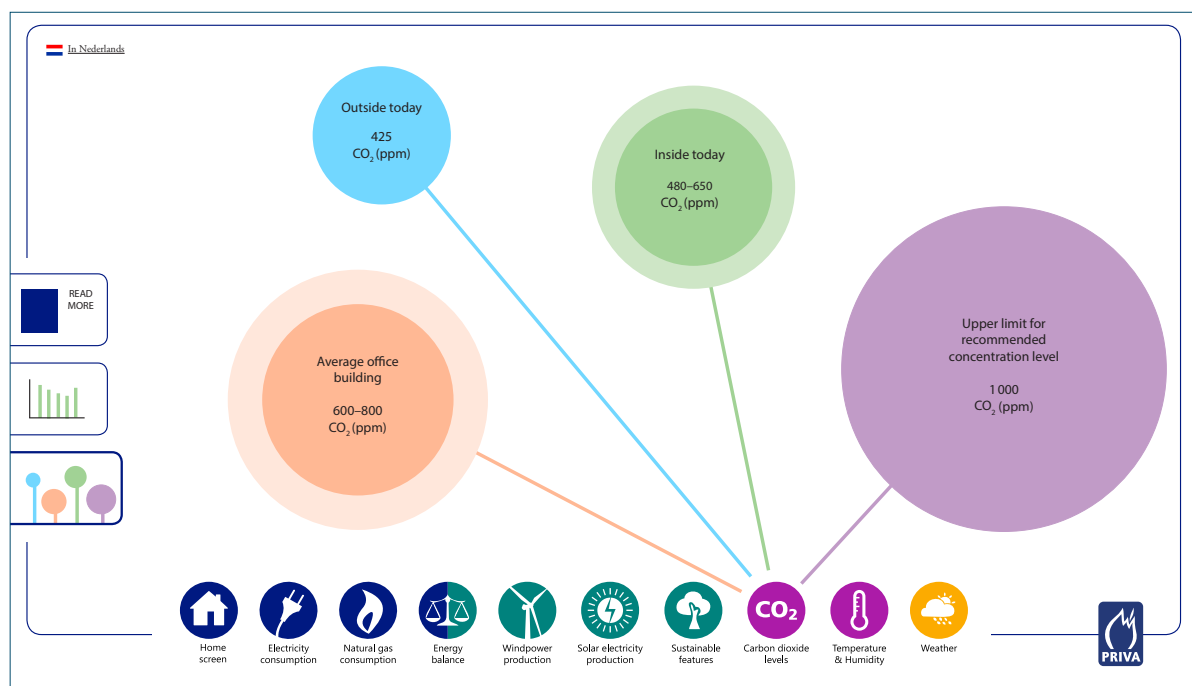 In Nederlands
Outside today
425
CO₂ (ppm)
Inside today
480–650
CO₂ (ppm)
Average office
building
600–800
CO₂ (ppm)
Upper limit for
recommended
concentration level
1 000
CO₂ (ppm)
READ
MORE
CO₂
Home
screen
Electricity
consumption
Natural gas
consumption
Energy
balance
Windpower
production
Solar electricity
production
Sustainable
features
Carbon dioxide
levels
Temperature
& Humidity
Weather
PRIVA